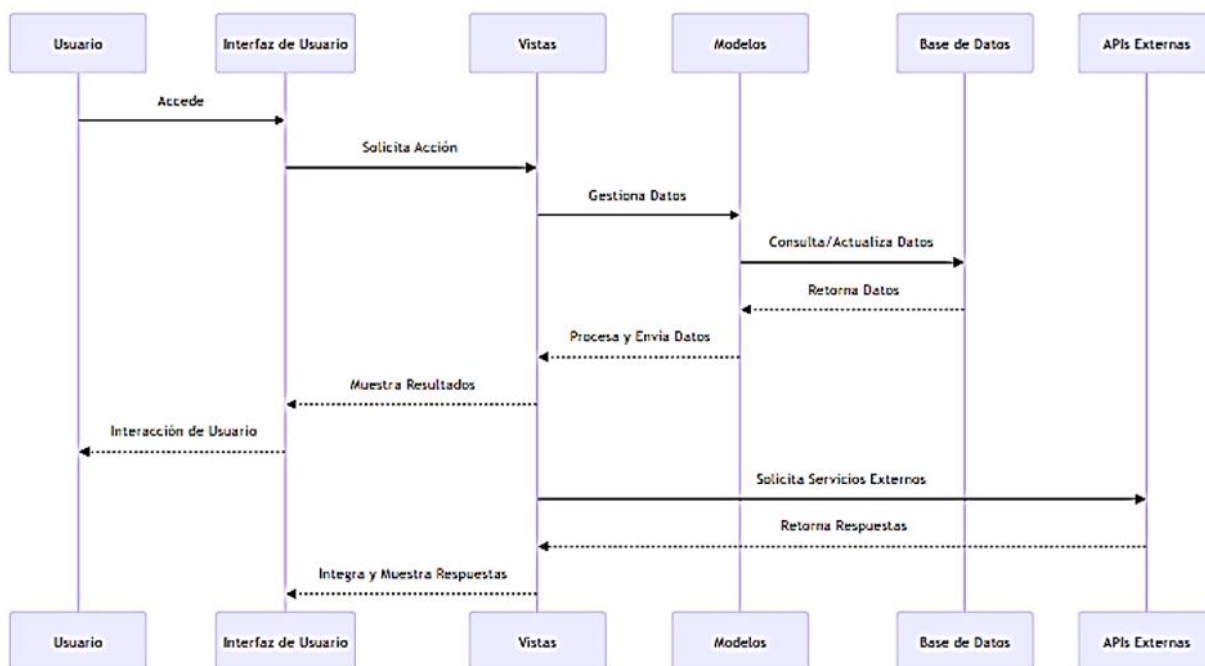 Usuario
Interfaz de Usuario
Vistas
Modelos
Base de Datos
APIs Externas
Accede
Solicita Acción
Gestiona Datos
Consulta/Actualiza Datos
Retorna Datos
Procesa y Envia Datos
Muestra Resultados
Interacción de Usuario
Solicita Servicios Externos
Retorna Respuestas
Integra y Muestra Respuestas
Usuario
Interfaz de Usuario
Vistas
Modelos
Base de Datos
APIs Externas